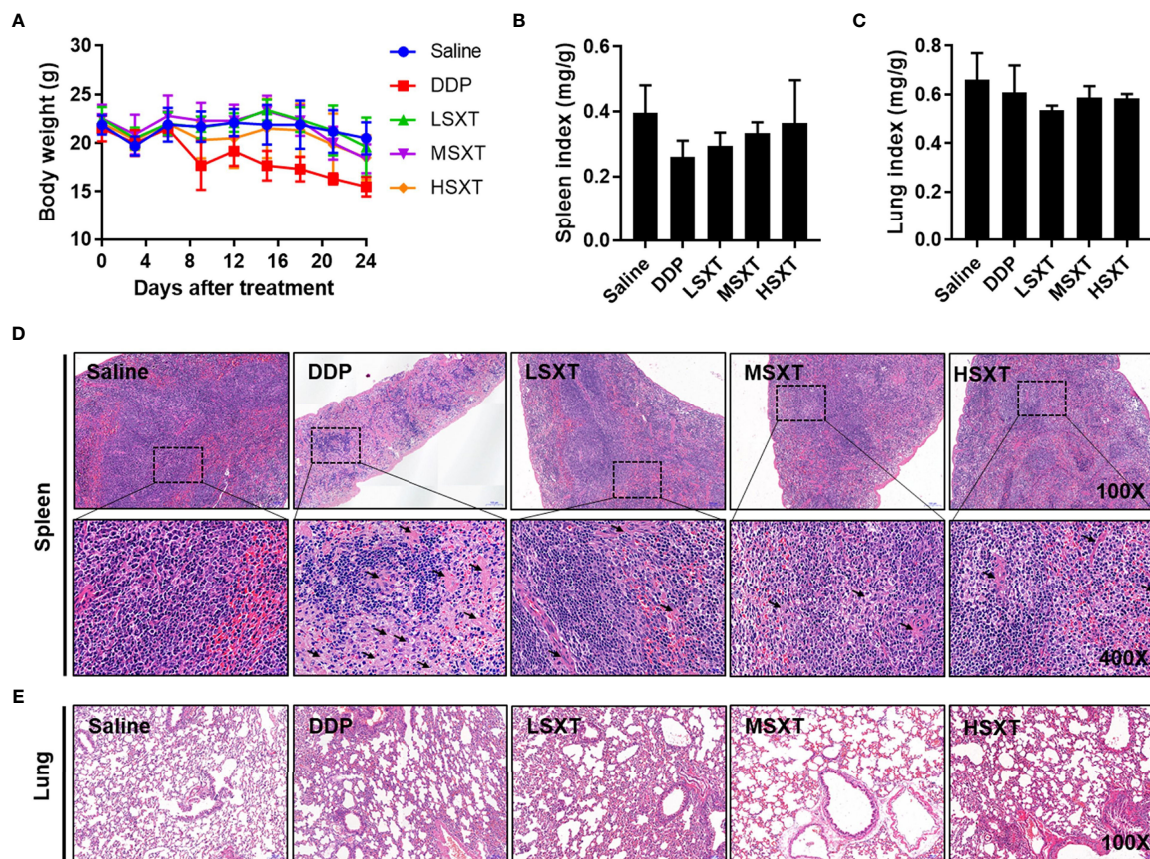 A
Body weight (g)
30
25
20
15
10
0 4 8 12 16 20 24
Days after treatment
Saline
DDP
LSXT
MSXT
HSXT
B
Spleen index (mg/g)
0.6
0.4
0.2
0.0
Saline
DDP
LSXT
MSXT
HSXT
C
Lung index (mg/g)
0.8
0.6
0.4
0.2
0.0
Saline
DDP
LSXT
MSXT
HSXT
D
Spleen
Saline
DDP
LSXT
MSXT
HSXT
100X
400X
E
Lung
Saline
DDP
LSXT
MSXT
HSXT
100X